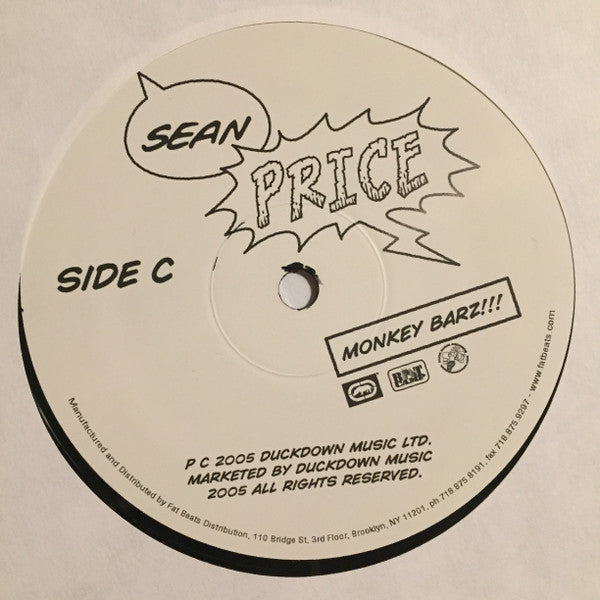 SEAN
PRICE
SIDE C
MONKEY BARZ!!!
P C 2005 DUCKDOWN MUSIC LTD.
MARKETED BY DUCKDOWN MUSIC
2005 ALL RIGHTS RESERVED.
Manufactured and Distributed by Fat Beats Distribution, 110 Bridge St, 3rd Floor, Brooklyn, NY 11201, ph.718 875.8191, fax 718.875.9297 - www.fatbeats.com